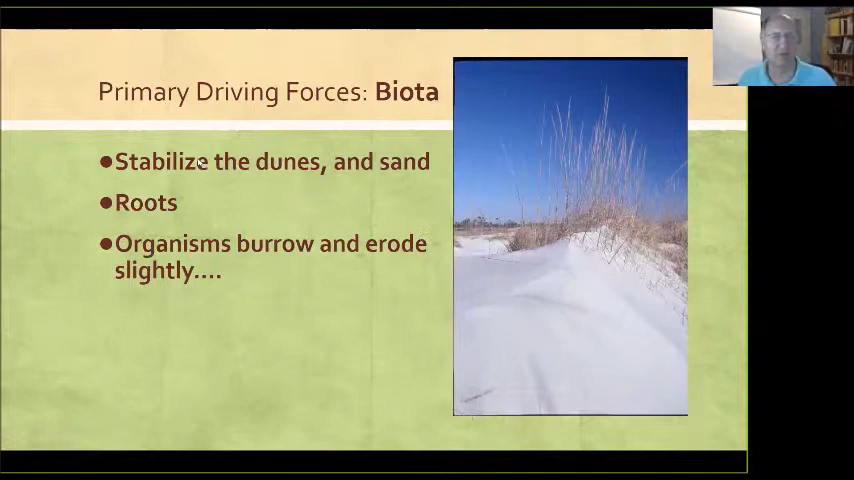 Primary Driving Forces: Biota
●Stabilize the dunes, and sand
●Roots
●Organisms burrow and erode
slightly....